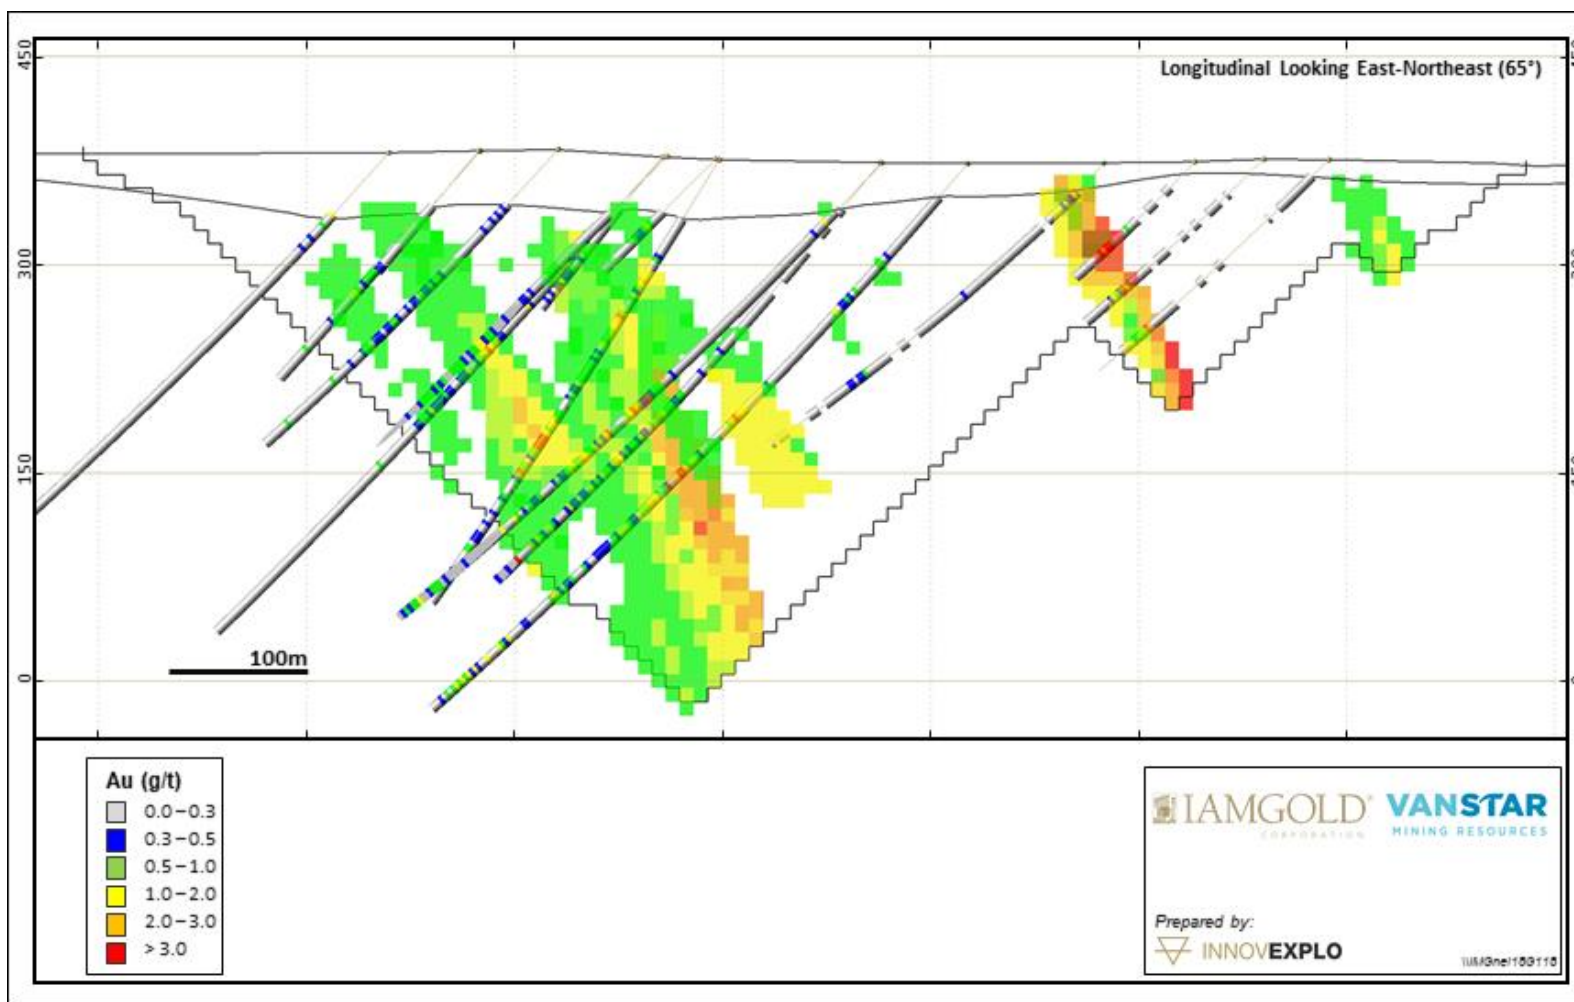 450
Longitudinal Looking East-Northeast (65°)
300
150
100m
0
Au (g/t)
0.0–0.3
0.3–0.5
0.5–1.0
1.0–2.0
2.0–3.0
>3.0
IAMGOLD
CORPORATION
VANSTAR
MINING RESOURCES
Prepared by:
INNOVEXPLO